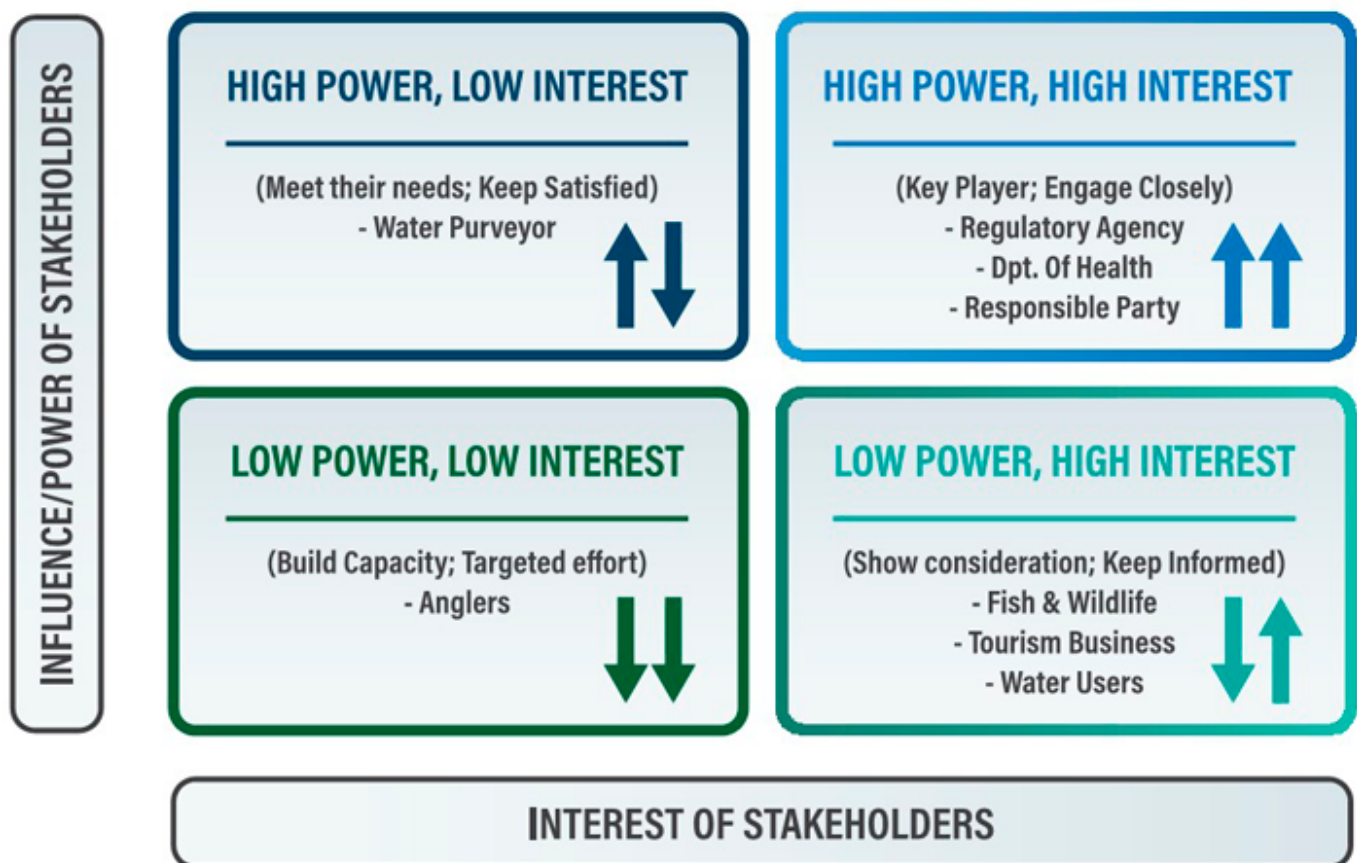 INFLUENCE/POWER OF STAKEHOLDERS
HIGH POWER, LOW INTEREST
(Meet their needs; Keep Satisfied)
- Water Purveyor
HIGH POWER, HIGH INTEREST
(Key Player; Engage Closely)
- Regulatory Agency
- Dpt. Of Health
- Responsible Party
LOW POWER, LOW INTEREST
(Build Capacity; Targeted effort)
- Anglers
LOW POWER, HIGH INTEREST
(Show consideration; Keep Informed)
- Fish & Wildlife
- Tourism Business
- Water Users
INTEREST OF STAKEHOLDERS